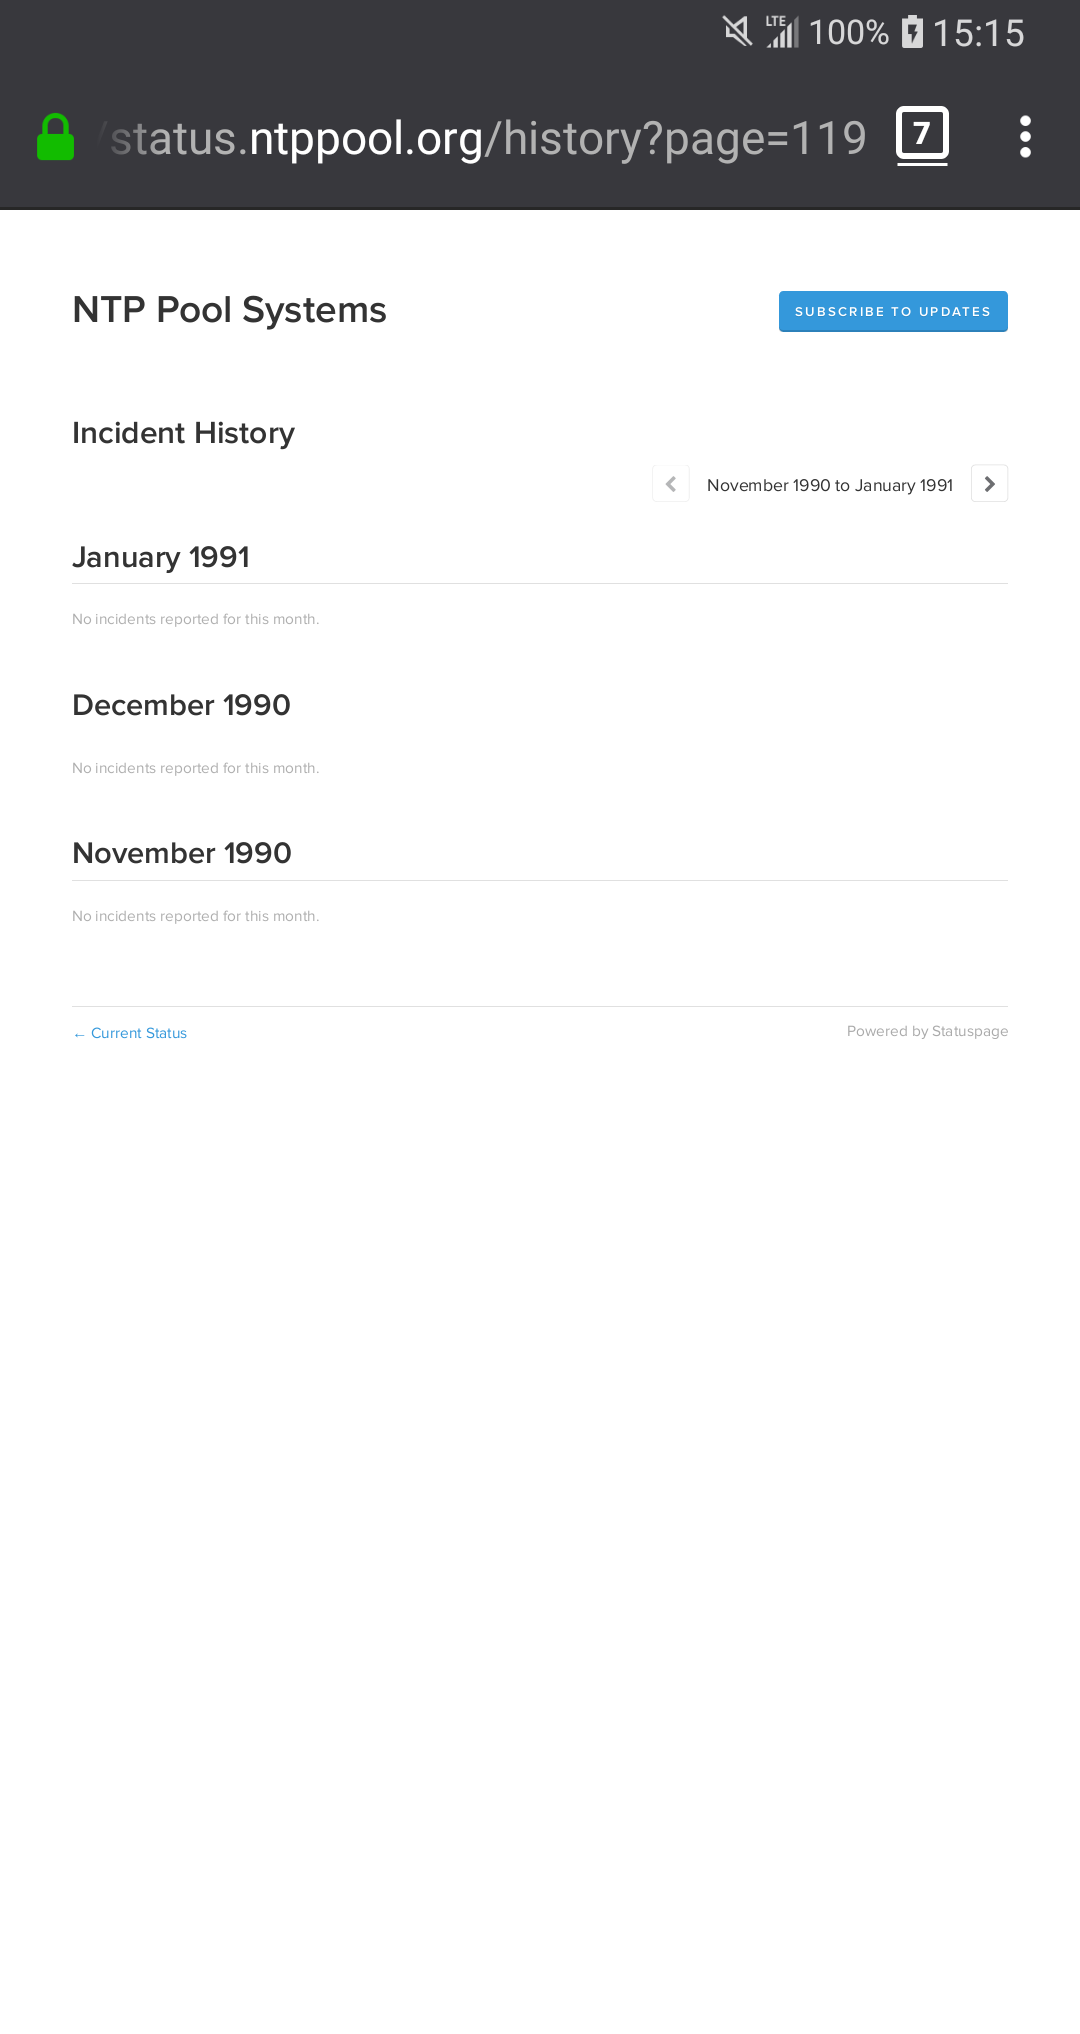 LTE 100% 15:15
/status.ntppool.org/history?page=119 7
NTP Pool Systems
SUBSCRIBE TO UPDATES
Incident History
November 1990 to January 1991
January 1991
No incidents reported for this month.
December 1990
No incidents reported for this month.
November 1990
No incidents reported for this month.
← Current Status
Powered by Statuspage